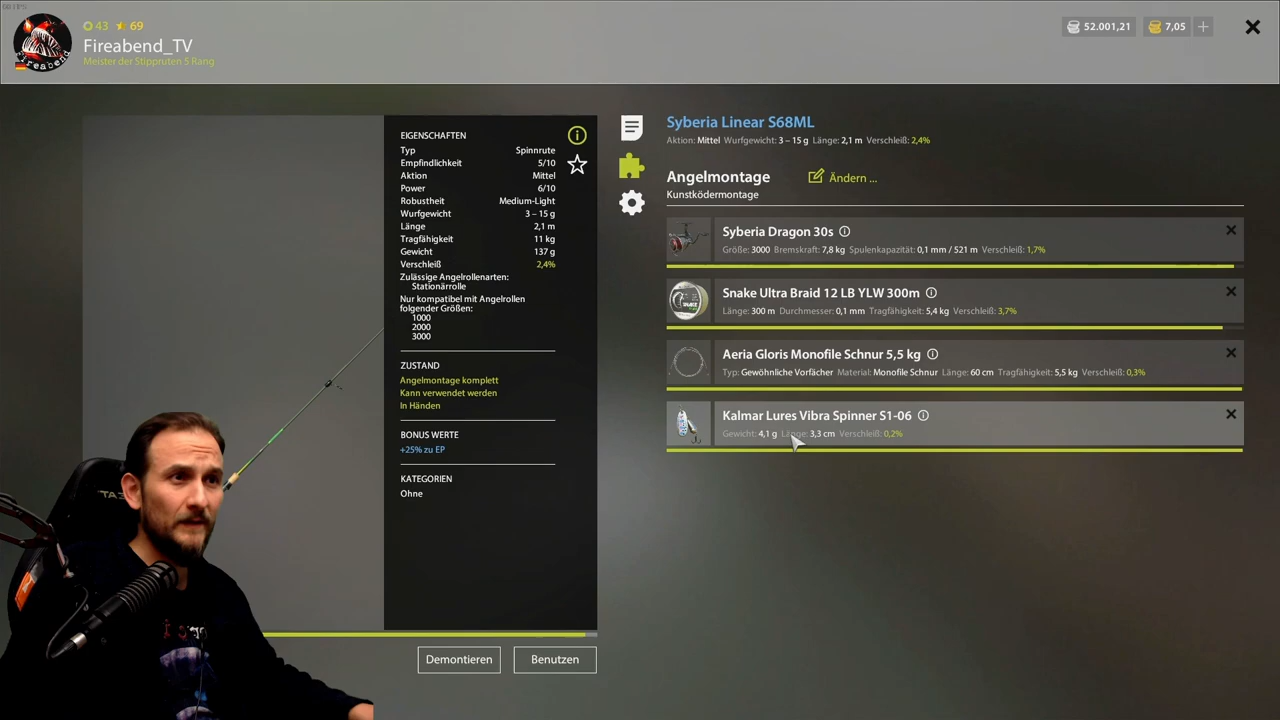 43 69
52.001,21
7,05
Fireabend_TV
Meister der Stippruten 5 Rang
EIGENSCHAFTEN
Typ Spinnrute
Empfindlichkeit 5/10
Aktion Mittel
Power 6/10
Robustheit Medium-Light
Wurfgewicht 3 – 15 g
Länge 2,1 m
Tragfähigkeit 11 kg
Gewicht 137 g
Verschleiß 2,4%
Zulässige Angelrollenarten:
Stationärrolle
Nur kompatibel mit Angelrollen
folgender Größen:
1000
2000
3000
ZUSTAND
Angelmontage komplett
Kann verwendet werden
In Händen
BONUS WERTE
+25% zu EP
KATEGORIEN
Ohne
Demontieren
Benutzen
Syberia Linear S68ML
Aktion: Mittel Wurfgewicht: 3 – 15 g Länge: 2,1 m Verschleiß: 2,4%
Angelmontage
Ändern ...
Kunstködermontage
Syberia Dragon 30s
Größe: 3000 Bremskraft: 7,8 kg Spulenkapazität: 0,1 mm / 521 m Verschleiß: 1,7%
Snake Ultra Braid 12 LB YLW 300m
Länge: 300 m Durchmesser: 0,1 mm Tragfähigkeit: 5,4 kg Verschleiß: 3,7%
Aeria Gloris Monofile Schnur 5,5 kg
Typ: Gewöhnliche Vorfächer Material: Monofile Schnur Länge: 60 cm Tragfähigkeit: 5,5 kg Verschleiß: 0,3%
Kalmar Lures Vibra Spinner S1-06
Gewicht: 4,1 g Länge: 3,3 cm Verschleiß: 0,2%